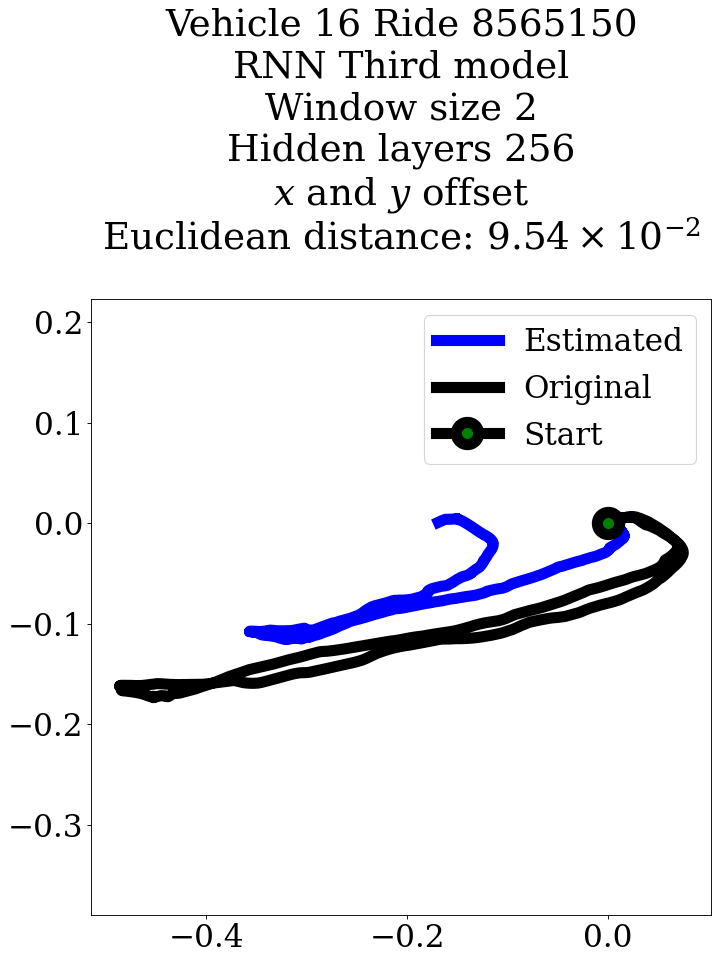 Vehicle 16 Ride 8565150
RNN Third model
Window size 2
Hidden layers 256
x and y offset
Euclidean distance: 9.54 × 10⁻²
Estimated
Original
Start
0.2
0.1
0.0
−0.1
−0.2
−0.3
−0.4
−0.2
0.0